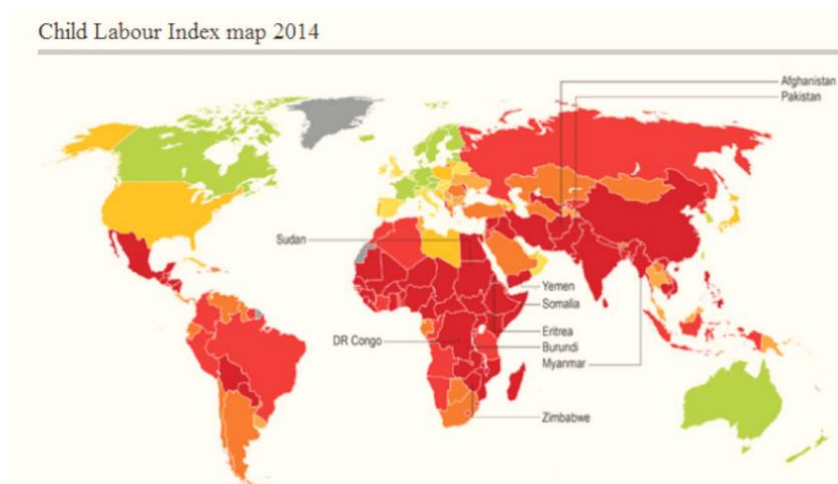 Child Labour Index map 2014
Afghanistan
Pakistan
Sudan
Yemen
Somalia
Eritrea
DR Congo
Burundi
Myanmar
Zimbabwe